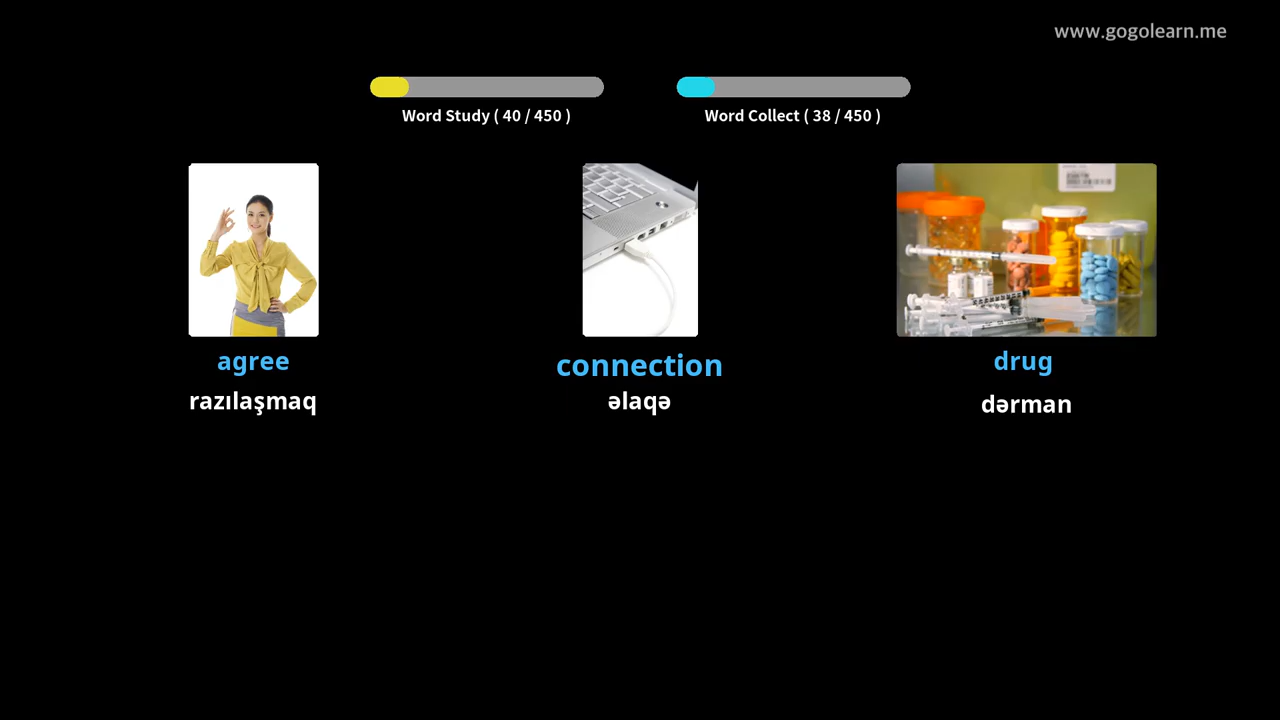 www.gogolearn.me
Word Study ( 40 / 450 )
Word Collect ( 38 / 450 )
agree
connection
drug
razılaşmaq
əlaqə
dərman